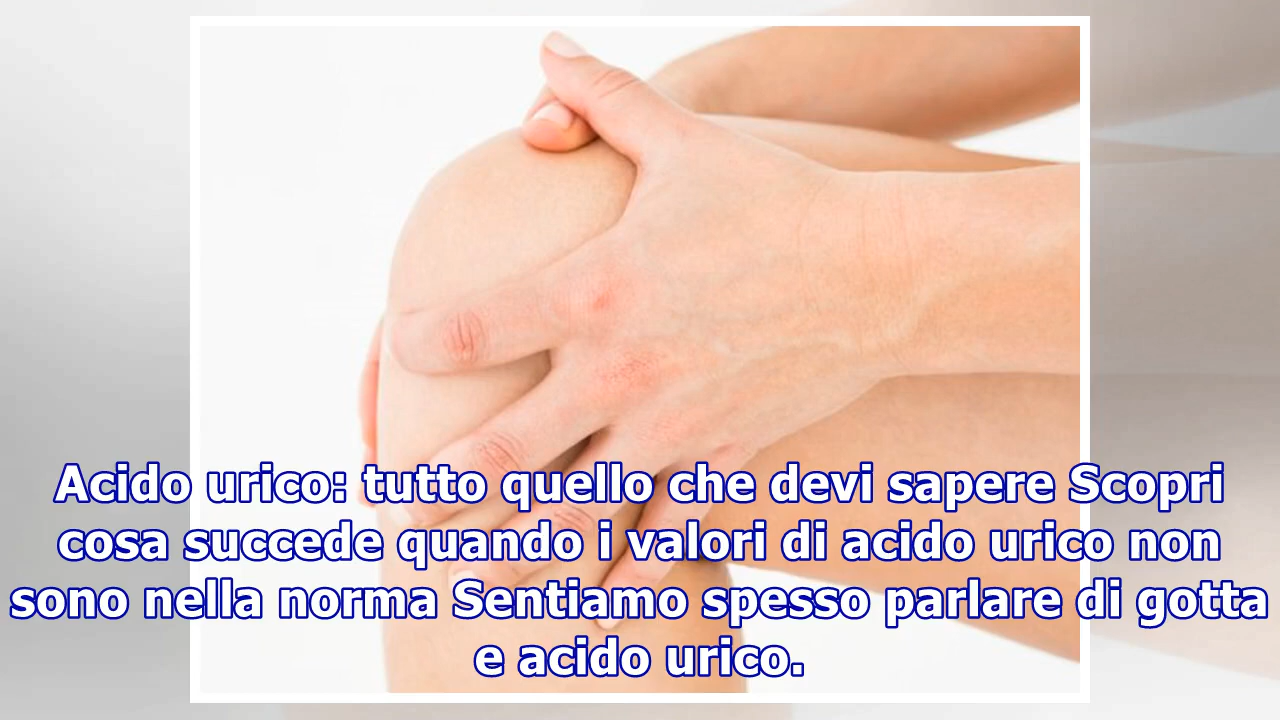 Acido urico: tutto quello che devi sapere Scopri
cosa succede quando i valori di acido urico non
sono nella norma Sentiamo spesso parlare di gotta
e acido urico.